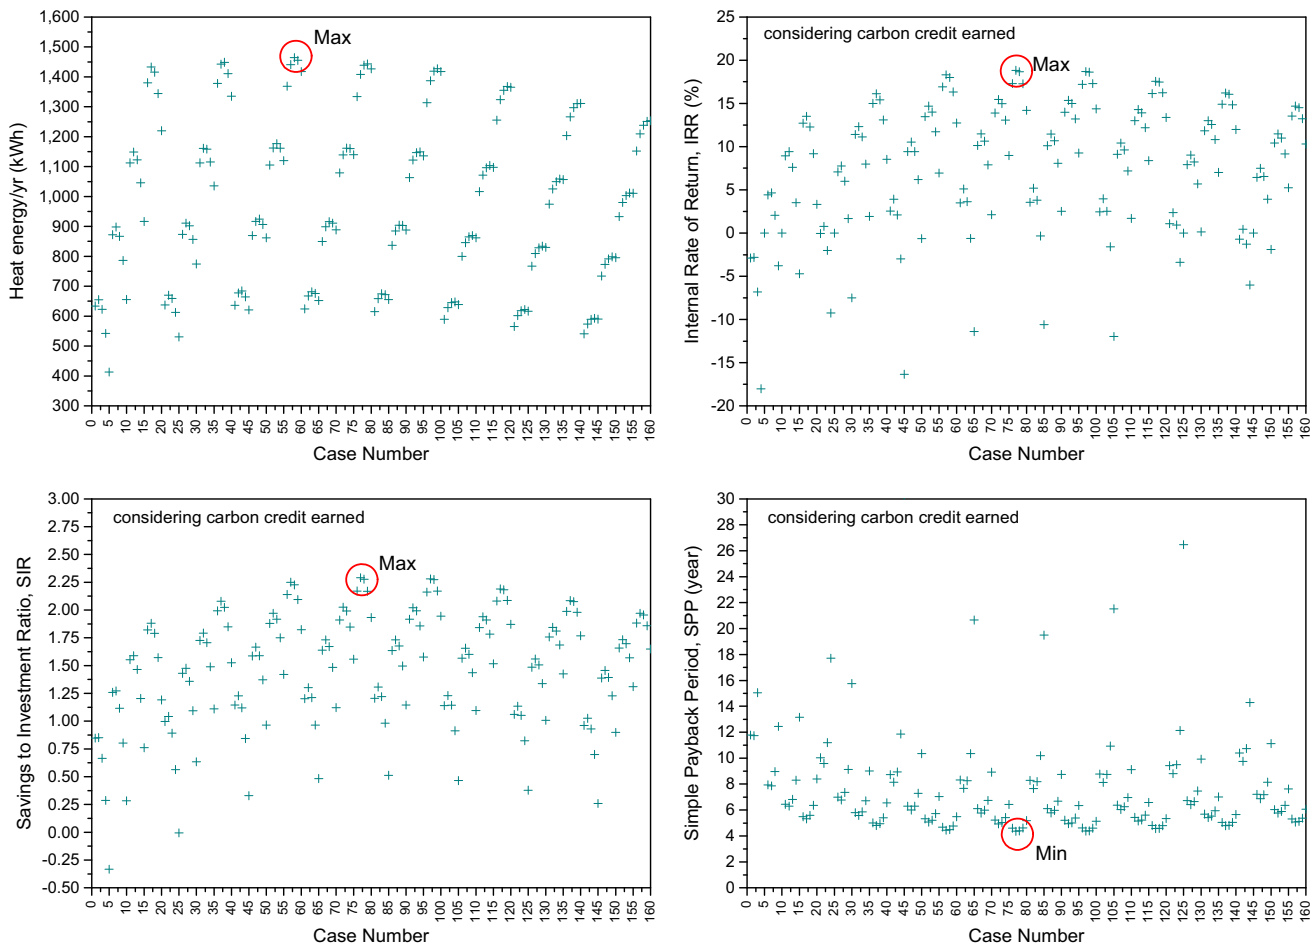 1,600
1,500
1,400
1,300
1,200
1,100
1,000
900
800
700
600
500
400
300
Heat energy/yr (kWh)
Max
0 5 10 15 20 25 30 35 40 45 50 55 60 65 70 75 80 85 90 95 100 105 110 115 120 125 130 135 140 145 150 155 160
Case Number
25
20
15
10
5
0
-5
-10
-15
-20
Internal Rate of Return, IRR (%)
considering carbon credit earned
Max
0 5 10 15 20 25 30 35 40 45 50 55 60 65 70 75 80 85 90 95 100 105 110 115 120 125 130 135 140 145 150 155 160
Case Number
3.00
2.75
2.50
2.25
2.00
1.75
1.50
1.25
1.00
0.75
0.50
0.25
0.00
-0.25
-0.50
Savings to Investment Ratio, SIR
considering carbon credit earned
Max
0 5 10 15 20 25 30 35 40 45 50 55 60 65 70 75 80 85 90 95 100 105 110 115 120 125 130 135 140 145 150 155 160
Case Number
30
28
26
24
22
20
18
16
14
12
10
8
6
4
2
0
Simple Payback Period, SPP (year)
considering carbon credit earned
Min
0 5 10 15 20 25 30 35 40 45 50 55 60 65 70 75 80 85 90 95 100 105 110 115 120 125 130 135 140 145 150 155 160
Case Number